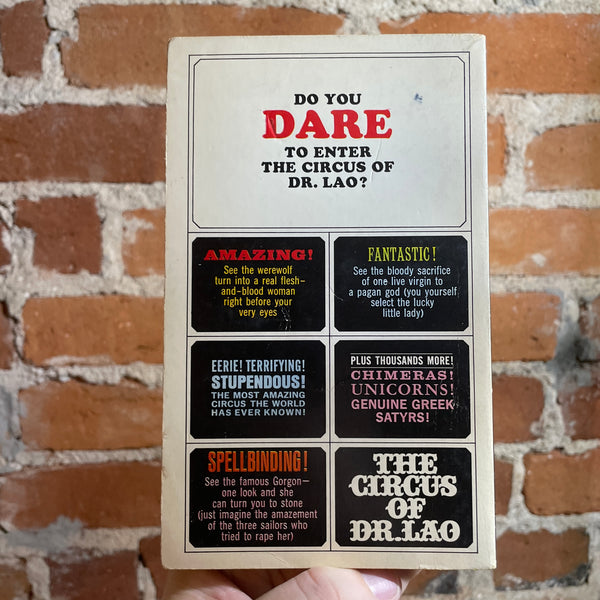 DO YOU
DARE
TO ENTER
THE CIRCUS OF
DR. LAO?
AMAZING!
See the werewolf
turn into a real flesh-
and-blood woman
right before your
very eyes
FANTASTIC!
See the bloody sacrifice
of one live virgin to
a pagan god (you yourself
select the lucky
little lady)
EERIE! TERRIFYING!
STUPENDOUS!
THE MOST AMAZING
CIRCUS THE WORLD
HAS EVER KNOWN!
PLUS THOUSANDS MORE!
CHIMERAS!
UNICORNS!
GENUINE GREEK
SATYRS!
SPELLBINDING!
See the famous Gorgon—
one look and she
can turn you to stone
(just imagine the amazement
of the three sailors who
tried to rape her)
THE
CIRCUS
OF
DR. LAO